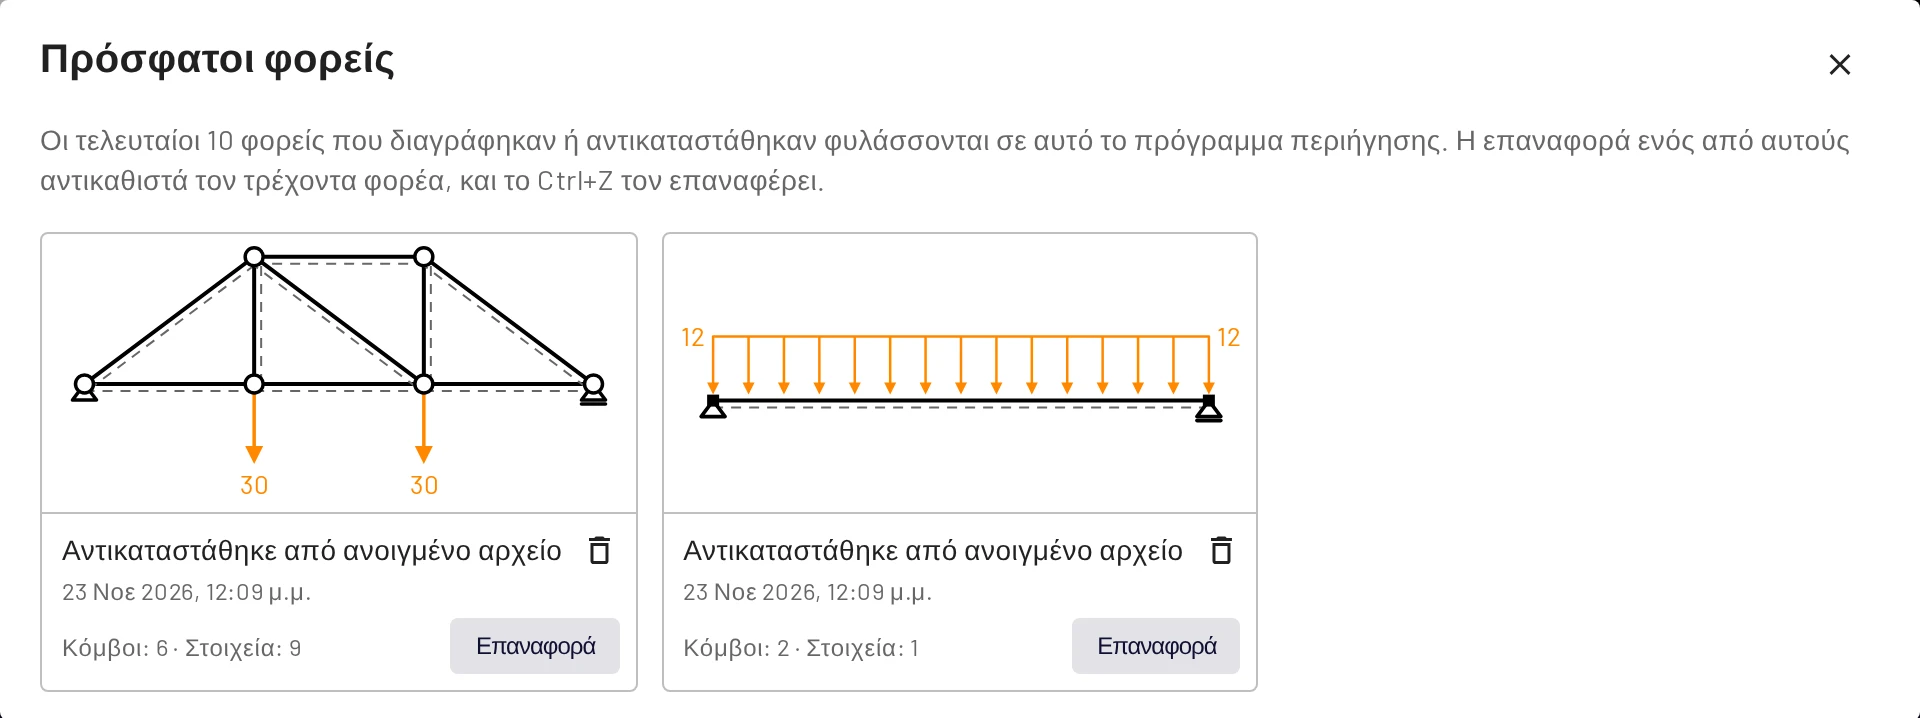 Πρόσφατοι φορείς
Οι τελευταίοι 10 φορείς που διαγράφηκαν ή αντικαταστάθηκαν φυλάσσονται σε αυτό το πρόγραμμα περιήγησης. Η επαναφορά ενός από αυτούς
αντικαθιστά τον τρέχοντα φορέα, και το Ctrl+Z τον επαναφέρει.
30 30
Αντικαταστάθηκε από ανοιγμένο αρχείο
23 Νοε 2026, 12:09 μ.μ.
Κόμβοι: 6 · Στοιχεία: 9
Επαναφορά
12 12
Αντικαταστάθηκε από ανοιγμένο αρχείο
23 Νοε 2026, 12:09 μ.μ.
Κόμβοι: 2 · Στοιχεία: 1
Επαναφορά